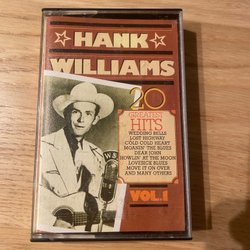 HANK
WILLIAMS
20
GREATEST
HITS
WEDDING BELLS
LOST HIGHWAY
COLD COLD HEART
MOANIN' THE BLUES
DEAR JOHN
HOWLIN' AT THE MOON
LOVESICK BLUES
MOVE IT ON OVER
AND MANY OTHERS
VOL.1